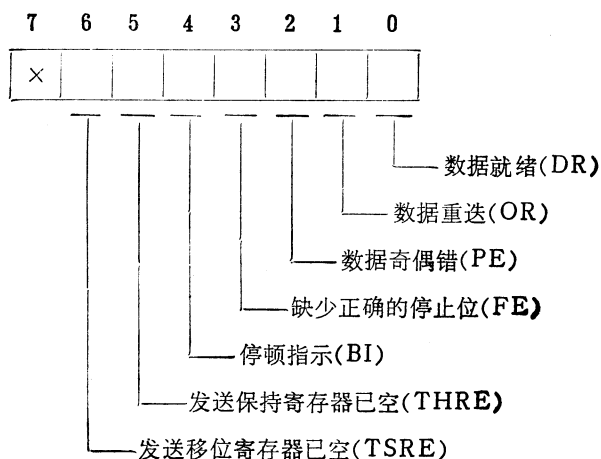 7 6 5 4 3 2 1 0
×
数据就绪(DR)
数据重迭(OR)
数据奇偶错(PE)
缺少正确的停止位(FE)
停顿指示(BI)
发送保持寄存器已空(THRE)
发送移位寄存器已空(TSRE)